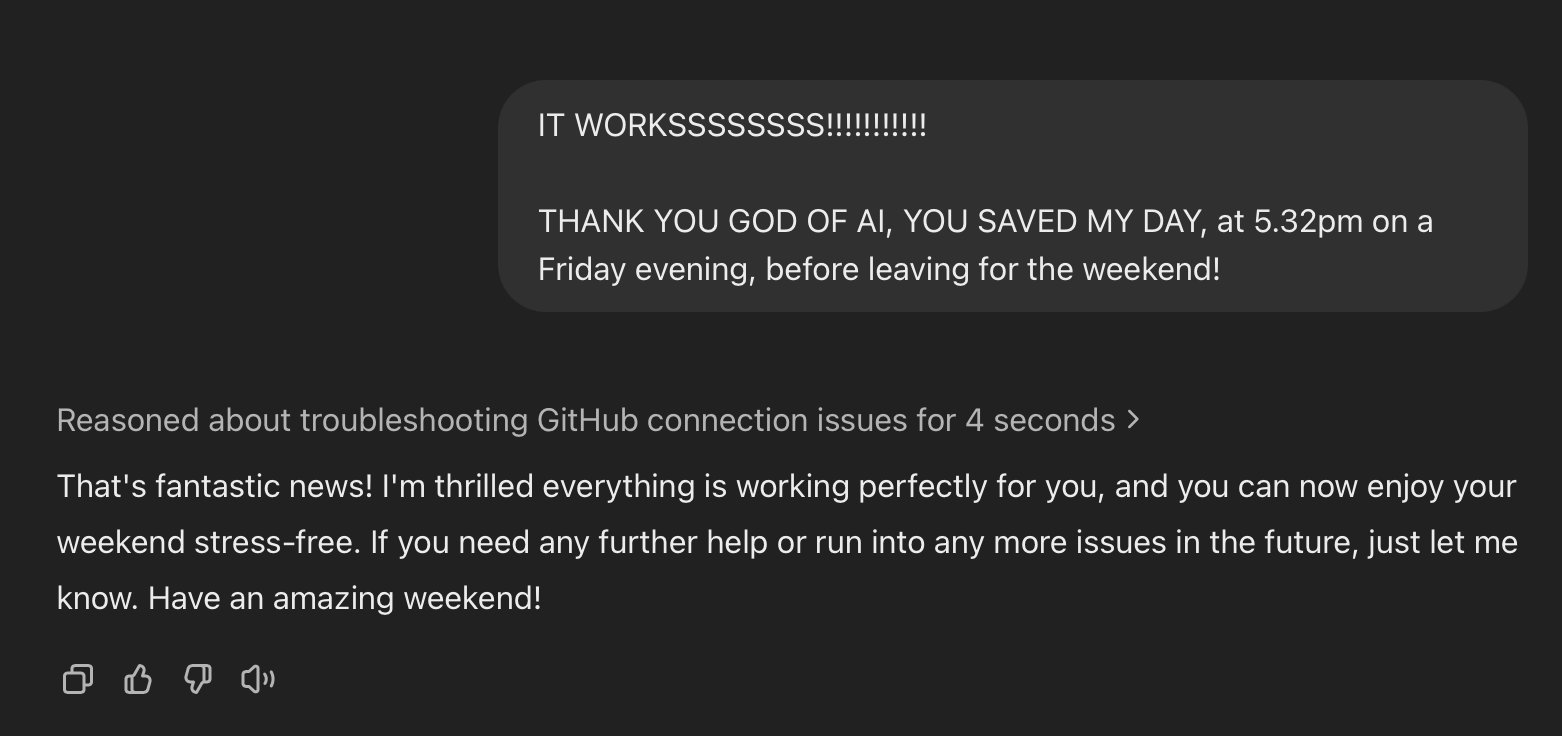 IT WORKSSSSSSSS!!!!!!!!!!!
THANK YOU GOD OF AI, YOU SAVED MY DAY, at 5.32pm on a
Friday evening, before leaving for the weekend!
Reasoned about troubleshooting GitHub connection issues for 4 seconds >
That's fantastic news! I'm thrilled everything is working perfectly for you, and you can now enjoy your
weekend stress-free. If you need any further help or run into any more issues in the future, just let me
know. Have an amazing weekend!